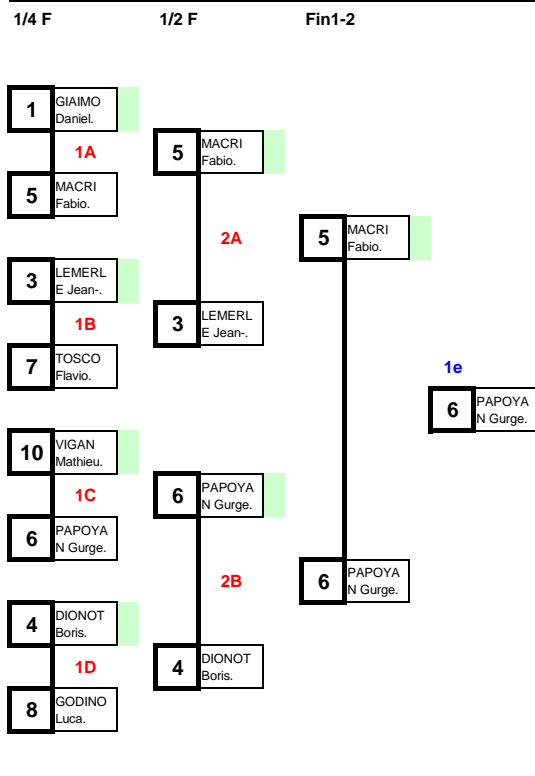 1/4 F 1/2 F Fin1-2
1 GIAIMO
Daniel.
1A
5 MACRI
Fabio.
3 LEMERL
E Jean-.
1B
7 TOSCO
Flavio.
10 VIGAN
Mathieu.
1C
6 PAPOYA
N Gurge.
4 DIONOT
Boris.
1D
8 GODINO
Luca.
5 MACRI
Fabio.
2A
3 LEMERL
E Jean-.
6 PAPOYA
N Gurge.
2B
4 DIONOT
Boris.
5 MACRI
Fabio.
6 PAPOYA
N Gurge.
1e
6 PAPOYA
N Gurge.